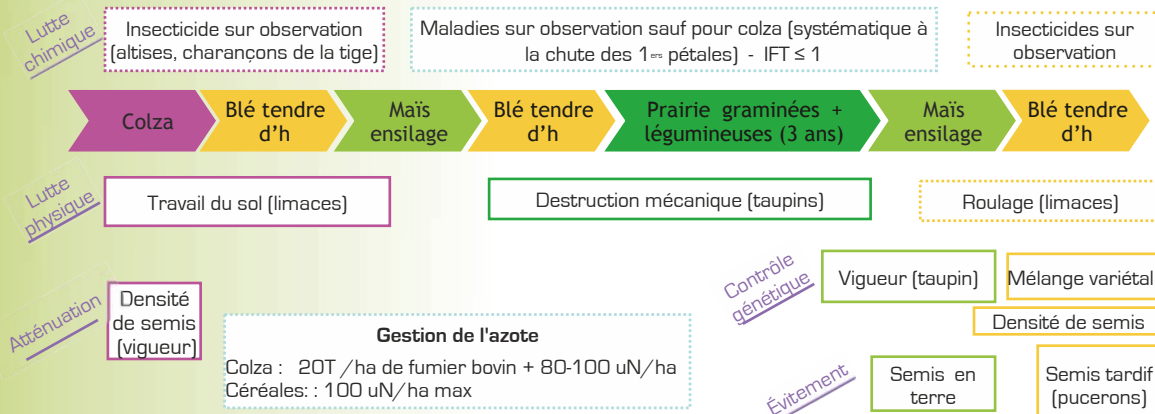 Lutte
chimique
Insecticide sur observation
(altises, charançons de la tige)
Maladies sur observation sauf pour colza (systématique à
la chute des 1ers pétales) - IFT ≤ 1
Insecticides sur
observation
Colza
Blé tendre
d’h
Maïs
ensilage
Blé tendre
d’h
Prairie graminées +
légumineuses (3 ans)
Maïs
ensilage
Blé tendre
d’h
Lutte
physique
Travail du sol (limaces)
Destruction mécanique (taupins)
Roulage (limaces)
Atténuation
Densité
de semis
(vigueur)
Gestion de l'azote
Colza : 20T /ha de fumier bovin + 80-100 uN/ha
Céréales: : 100 uN/ha max
Contrôle
génétique
Vigueur (taupin)
Mélange variétal
Densité de semis
Évitement
Semis en
terre
Semis tardif
(pucerons)